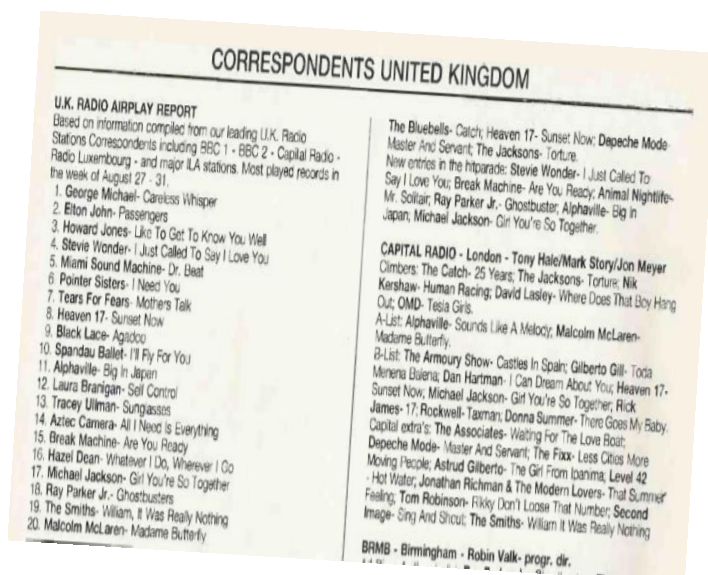 CORRESPONDENTS UNITED KINGDOM
U.K. RADIO AIRPLAY REPORT
Based on information compiled from our leading U.K. Radio
Stations Correspondents including BBC 1 - BBC 2 - Capital Radio -
Radio Luxembourg - and major ILA stations. Most played records in
the week of August 27 - 31.
1. George Michael- Careless Whisper
2. Elton John- Passengers
3. Howard Jones- Like To Get To Know You Well
4. Stevie Wonder- I Just Called To Say I Love You
5. Miami Sound Machine- Dr. Beat
6. Pointer Sisters- I Need You
7. Tears For Fears- Mothers Talk
8. Heaven 17- Sunset Now
9. Black Lace- Agadoo
10. Spandau Ballet- I'll Fly For You
11. Alphaville- Big In Japen
12. Laura Branigan- Self Control
13. Tracey Ullman- Sunglasses
14. Aztec Camera- All I Need Is Everything
15. Break Machine- Are You Ready
16. Hazel Dean- Whatever I Do, Wherever I Go
17. Michael Jackson- Girl You're So Together
18. Ray Parker Jr.- Ghostbusters
19. The Smiths- William, It Was Really Nothing
20. Malcolm McLaren- Madame Butterfly
The Bluebells- Catch; Heaven 17- Sunset Now; Depeche Mode-
Master And Servant; The Jacksons- Torture.
New entries in the hitparade: Stevie Wonder- I Just Called To
Say I Love You; Break Machine- Are You Ready; Animal Nightlife-
Mr. Solitair; Ray Parker Jr.- Ghostbuster; Alphaville- Big In
Japan; Michael Jackson- Girl You're So Together.
CAPITAL RADIO - London - Tony Hale/Mark Story/Jon Meyer
Climbers: The Catch- 25 Years; The Jacksons- Torture; Nik
Kershaw- Human Racing; David Lasley- Where Does That Boy Hang
Out; OMD- Tesla Girls.
A-List: Alphaville- Sounds Like A Melody; Malcolm McLaren-
Madame Butterfly.
B-List: The Armoury Show- Castles In Spain; Gilberto Gill- Toda
Menena Baiena; Dan Hartman- I Can Dream About You; Heaven 17-
Sunset Now; Michael Jackson- Girl You're So Together; Rick
James- 17; Rockwell- Taxman; Donna Summer- There Goes My Baby.
Capital extra's: The Associates- Waiting For The Love Boat;
Depeche Mode- Master And Servant; The Fixx- Less Cities More
Moving People; Astrud Gilberto- The Girl From Ipanima; Level 42
- Hot Water; Jonathan Richman & The Modern Lovers- That Summer
Feeling; Tom Robinson- Rikky Don't Loose That Number; Second
Image- Sing And Shout; The Smiths- William It Was Really Nothing
BRMB - Birmingham - Robin Valk- progr. dir.